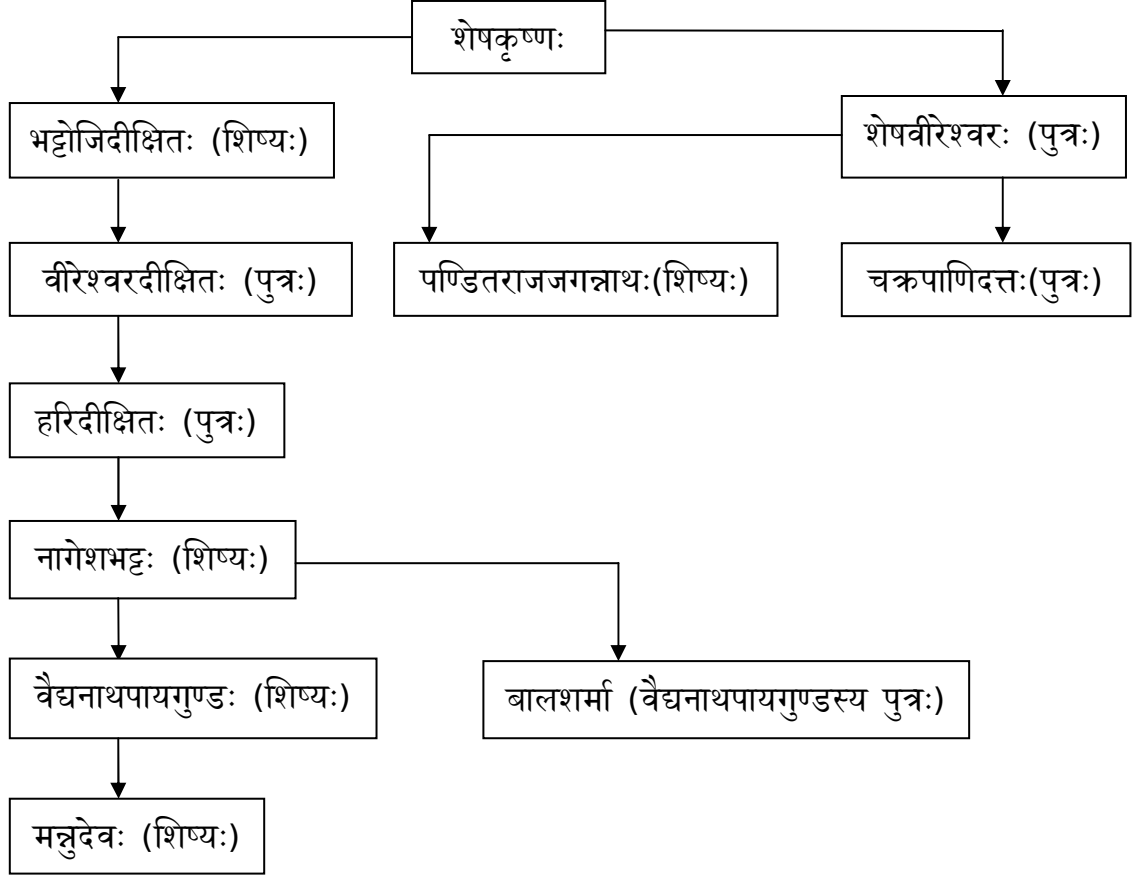 शेषकृष्णः
भट्टोजिदीक्षितः (शिष्यः)
शेषवीरेश्वरः (पुत्रः)
वीरेश्वरदीक्षितः (पुत्रः)
पण्डितराजजगन्नाथः(शिष्यः)
चक्रपाणिदत्तः(पुत्रः)
हरिदीक्षितः (पुत्रः)
नागेशभट्टः (शिष्यः)
वैद्यनाथपायगुण्डः (शिष्यः)
बालशर्मा (वैद्यनाथपायगुण्डस्य पुत्रः)
मन्नुदेवः (शिष्यः)